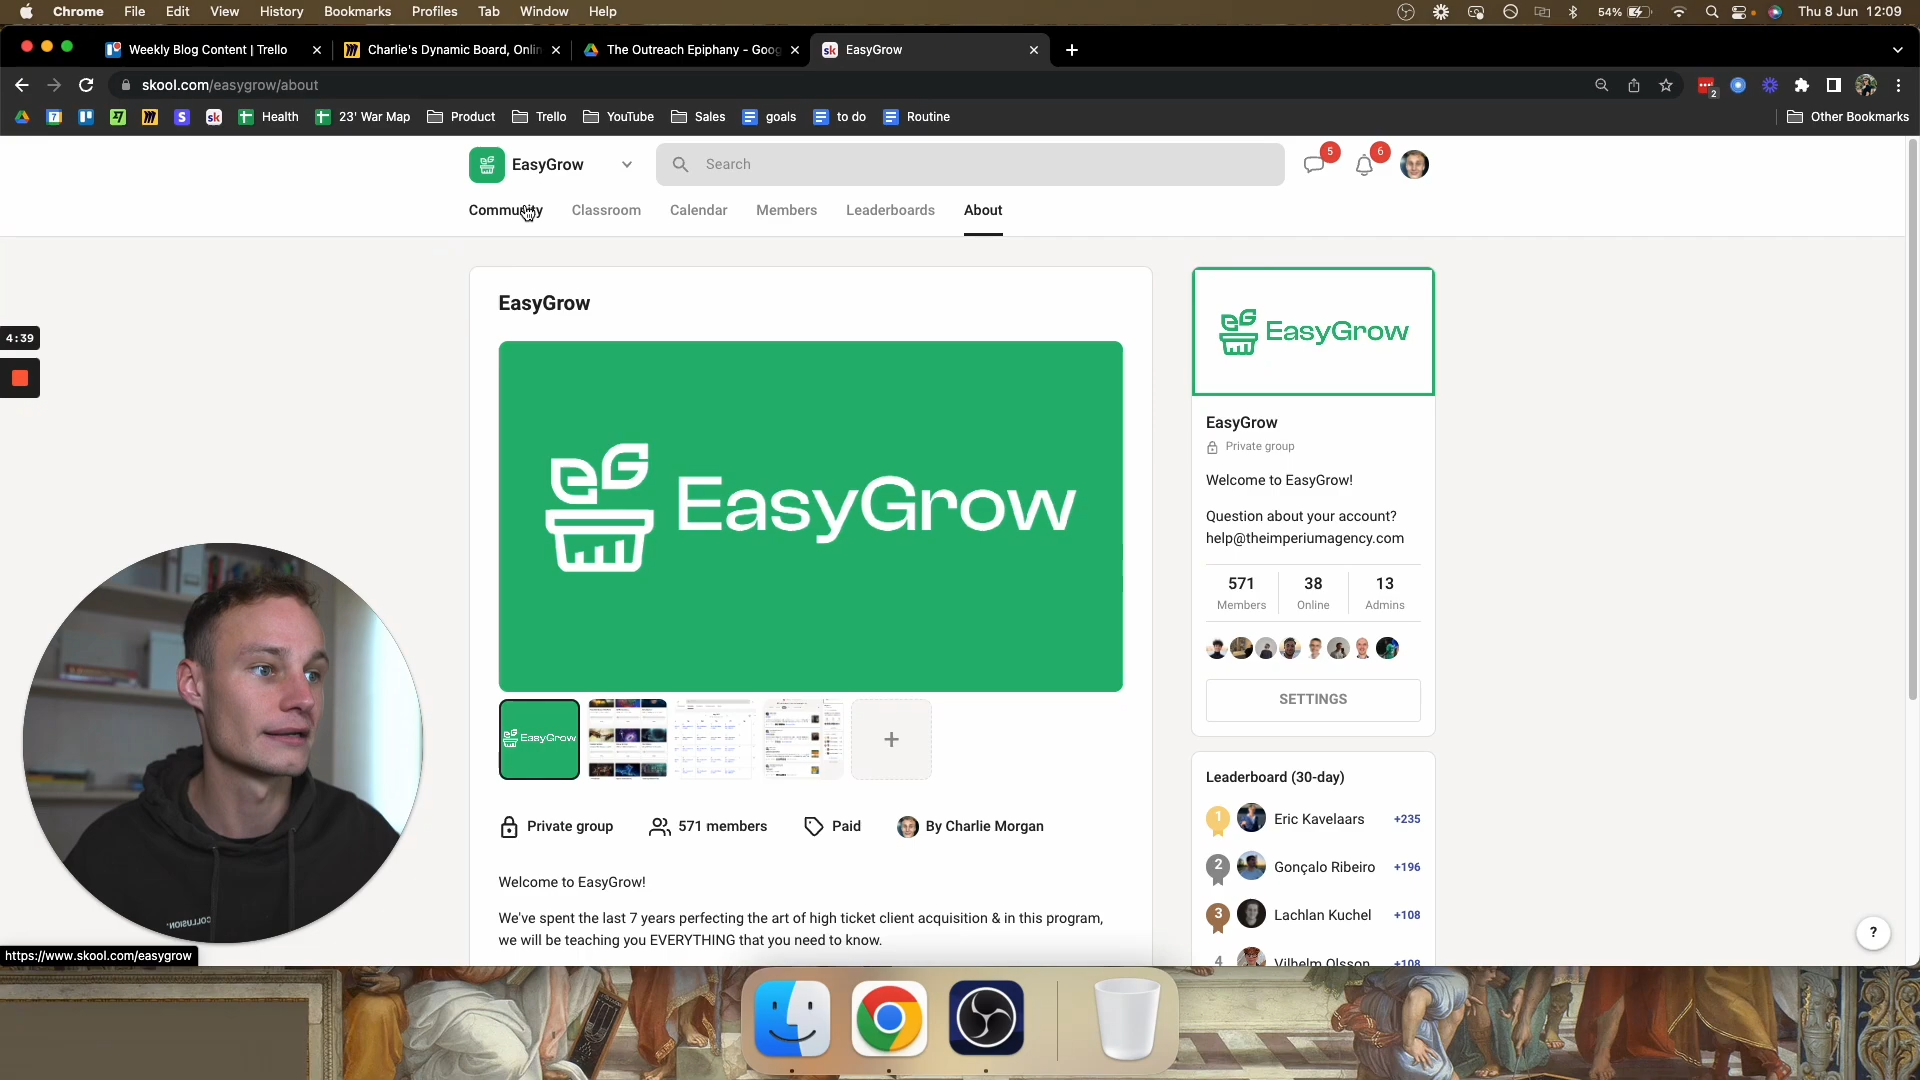 Chrome File Edit View History Bookmarks Profiles Tab Window Help
54% Thu 8 Jun 12:09
Weekly Blog Content | Trello
Charlie's Dynamic Board, Onlin
The Outreach Epiphany - Goog
EasyGrow
skool.com/easygrow/about
2
Health
23' War Map
Product
Trello
YouTube
Sales
goals
to do
Routine
Other Bookmarks
EasyGrow
Search
5
6
Community Classroom Calendar Members Leaderboards About
4:39
EasyGrow
EasyGrow
EasyGrow
+
Private group
571 members
Paid
By Charlie Morgan
Welcome to EasyGrow!
We've spent the last 7 years perfecting the art of high ticket client acquisition & in this program,
we will be teaching you EVERYTHING that you need to know.
EasyGrow
EasyGrow
Private group
Welcome to EasyGrow!
Question about your account?
help@theimperiumagency.com
571 38 13
Members Online Admins
SETTINGS
Leaderboard (30-day)
1 Eric Kavelaars +235
2 Gonçalo Ribeiro +196
3 Lachlan Kuchel +108
4 Vilhelm Olsson +108
?
COLLUSION
https://www.skool.com/easygrow